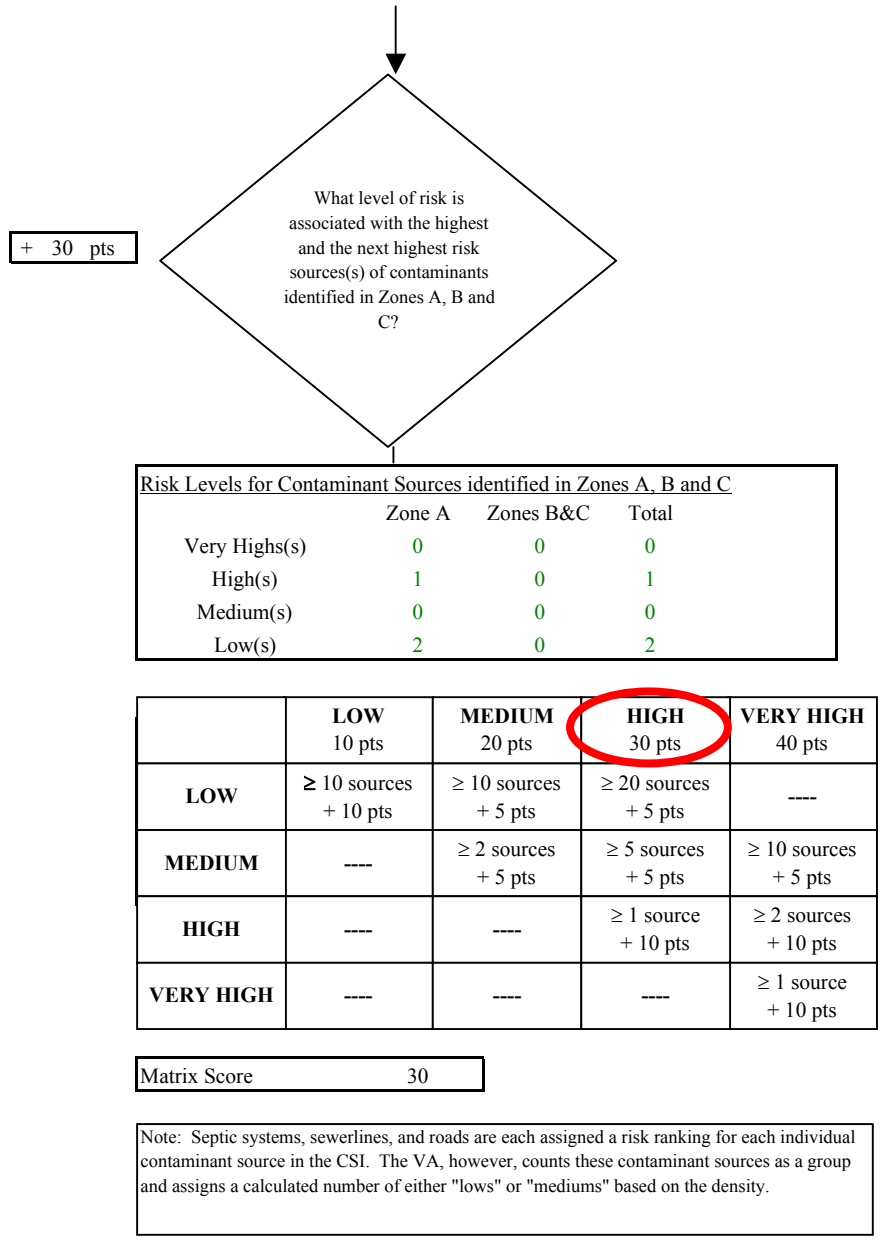 What level of risk is
associated with the highest
and the next highest risk
sources(s) of contaminants
identified in Zones A, B and
C?
+ 30 pts
Risk Levels for Contaminant Sources identified in Zones A, B and C
Zone A Zones B&C Total
Very Highs(s) 0 0 0
High(s) 1 0 1
Medium(s) 0 0 0
Low(s) 2 0 2
LOW MEDIUM HIGH VERY HIGH
10 pts 20 pts 30 pts 40 pts
LOW ≥ 10 sources + 10 pts ≥ 10 sources + 5 pts ≥ 20 sources + 5 pts ----
MEDIUM ---- ≥ 2 sources + 5 pts ≥ 5 sources + 5 pts ≥ 10 sources + 5 pts
HIGH ---- ---- ≥ 1 source + 10 pts ≥ 2 sources + 10 pts
VERY HIGH ---- ---- ---- ≥ 1 source + 10 pts
Matrix Score 30
Note: Septic systems, sewerlines, and roads are each assigned a risk ranking for each individual
contaminant source in the CSI. The VA, however, counts these contaminant sources as a group
and assigns a calculated number of either "lows" or "mediums" based on the density.